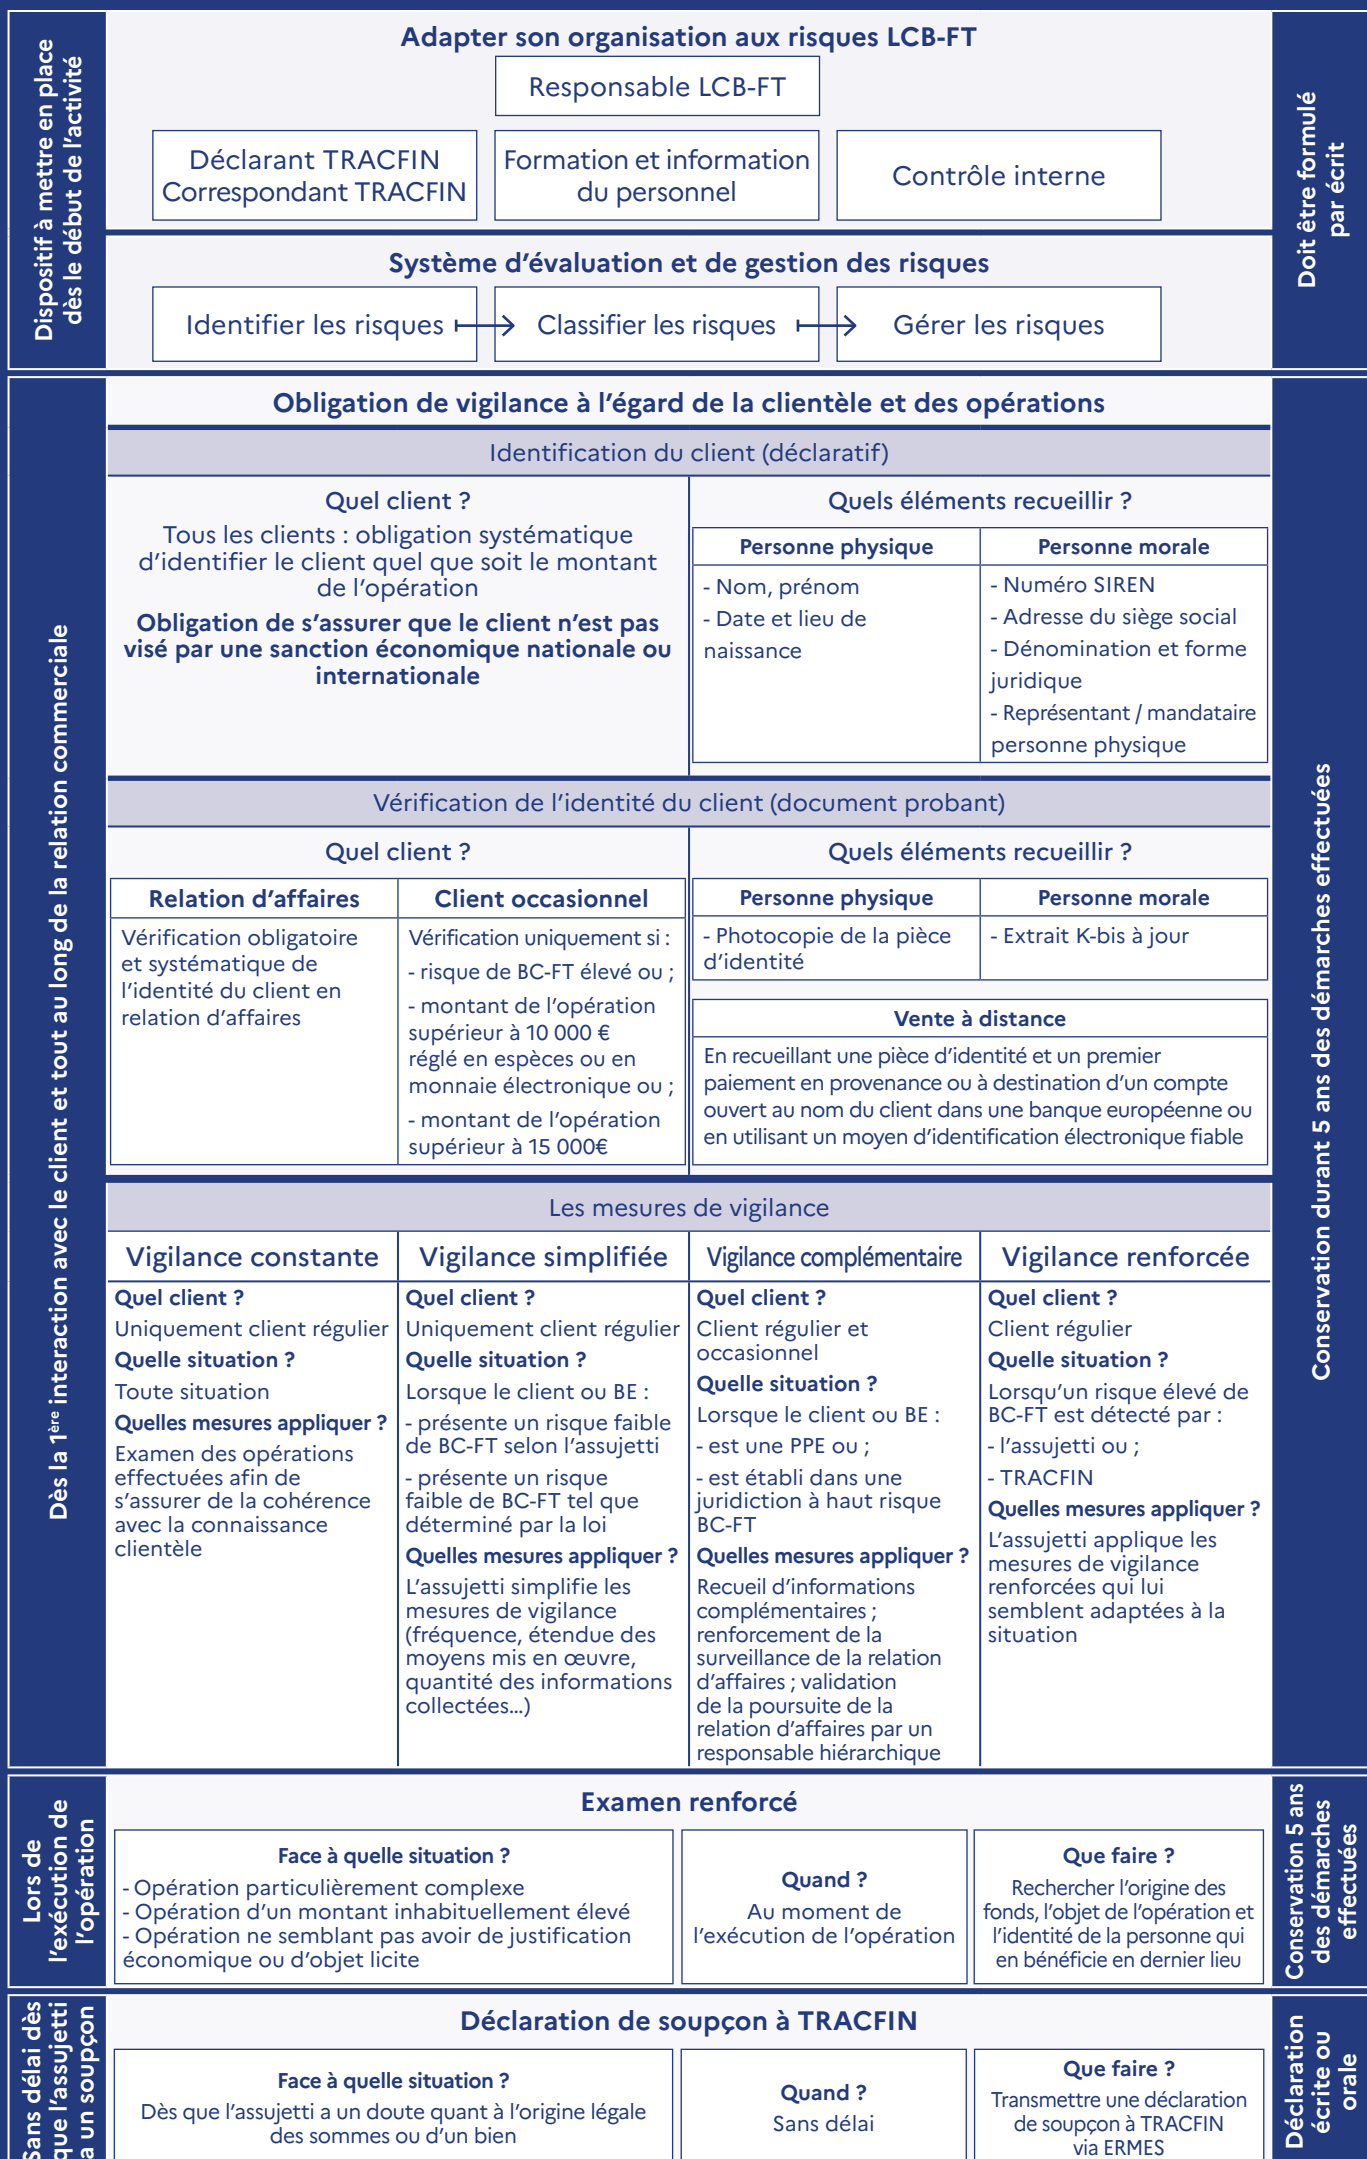 Dispositif à mettre en place
dès le début de l'activité
Adapter son organisation aux risques LCB-FT
Responsable LCB-FT
Déclarant TRACFIN
Correspondant TRACFIN
Formation et information
du personnel
Contrôle interne
Système d'évaluation et de gestion des risques
Identifier les risques
Classifier les risques
Gérer les risques
Doit être formulé
par écrit
Dès la 1ère interaction avec le client et tout au long de la relation commerciale
Obligation de vigilance à l'égard de la clientèle et des opérations
Identification du client (déclaratif)
Quel client ?
Tous les clients : obligation systématique
d'identifier le client quel que soit le montant
de l'opération
Obligation de s'assurer que le client n'est pas
visé par une sanction économique nationale ou
internationale
Quels éléments recueillir ?
Personne physique
- Nom, prénom
- Date et lieu de
naissance
Personne morale
- Numéro SIREN
- Adresse du siège social
- Dénomination et forme
juridique
- Représentant / mandataire
personne physique
Vérification de l'identité du client (document probant)
Quel client ?
Relation d'affaires
Vérification obligatoire
et systématique de
l'identité du client en
relation d'affaires
Client occasionnel
Vérification uniquement si :
- risque de BC-FT élevé ou ;
- montant de l'opération
supérieur à 10 000 €
réglé en espèces ou en
monnaie électronique ou ;
- montant de l'opération
supérieur à 15 000€
Quels éléments recueillir ?
Personne physique
- Photocopie de la pièce
d'identité
Personne morale
- Extrait K-bis à jour
Vente à distance
En recueillant une pièce d'identité et un premier
paiement en provenance ou à destination d'un compte
ouvert au nom du client dans une banque européenne ou
en utilisant un moyen d'identification électronique fiable
Les mesures de vigilance
Vigilance constante
Quel client ?
Uniquement client régulier
Quelle situation ?
Toute situation
Quelles mesures appliquer ?
Examen des opérations
effectuées afin de
s'assurer de la cohérence
avec la connaissance
clientèle
Vigilance simplifiée
Quel client ?
Uniquement client régulier
Quelle situation ?
Lorsque le client ou BE :
- présente un risque faible
de BC-FT selon l'assujetti
- présente un risque
faible de BC-FT tel que
déterminé par la loi
Quelles mesures appliquer ?
L'assujetti simplifie les
mesures de vigilance
(fréquence, étendue des
moyens mis en œuvre,
quantité des informations
collectées...)
Vigilance complémentaire
Quel client ?
Client régulier et
occasionnel
Quelle situation ?
Lorsque le client ou BE :
- est une PPE ou ;
- est établi dans une
juridiction à haut risque
BC-FT
Quelles mesures appliquer ?
Recueil d'informations
complémentaires ;
renforcement de la
surveillance de la relation
d'affaires ; validation
de la poursuite de la
relation d'affaires par un
responsable hiérarchique
Vigilance renforcée
Quel client ?
Client régulier
Quelle situation ?
Lorsqu'un risque élevé de
BC-FT est détecté par :
- l'assujetti ou ;
- TRACFIN
Quelles mesures appliquer ?
L'assujetti applique les
mesures de vigilance
renforcées qui lui
semblent adaptées à la
situation
Conservation durant 5 ans des démarches effectuées
Lors de
l'exécution de
l'opération
Examen renforcé
Face à quelle situation ?
- Opération particulièrement complexe
- Opération d'un montant inhabituellement élevé
- Opération ne semblant pas avoir de justification
économique ou d'objet licite
Quand ?
Au moment de
l'exécution de l'opération
Que faire ?
Rechercher l'origine des
fonds, l'objet de l'opération et
l'identité de la personne qui
en bénéficie en dernier lieu
Conservation 5 ans
des démarches
effectuées
Sans délai dès
que l'assujetti
a un soupçon
Déclaration de soupçon à TRACFIN
Face à quelle situation ?
Dès que l'assujetti a un doute quant à l'origine légale
des sommes ou d'un bien
Quand ?
Sans délai
Que faire ?
Transmettre une déclaration
de soupçon à TRACFIN
via ERMES
Déclaration
écrite ou
orale